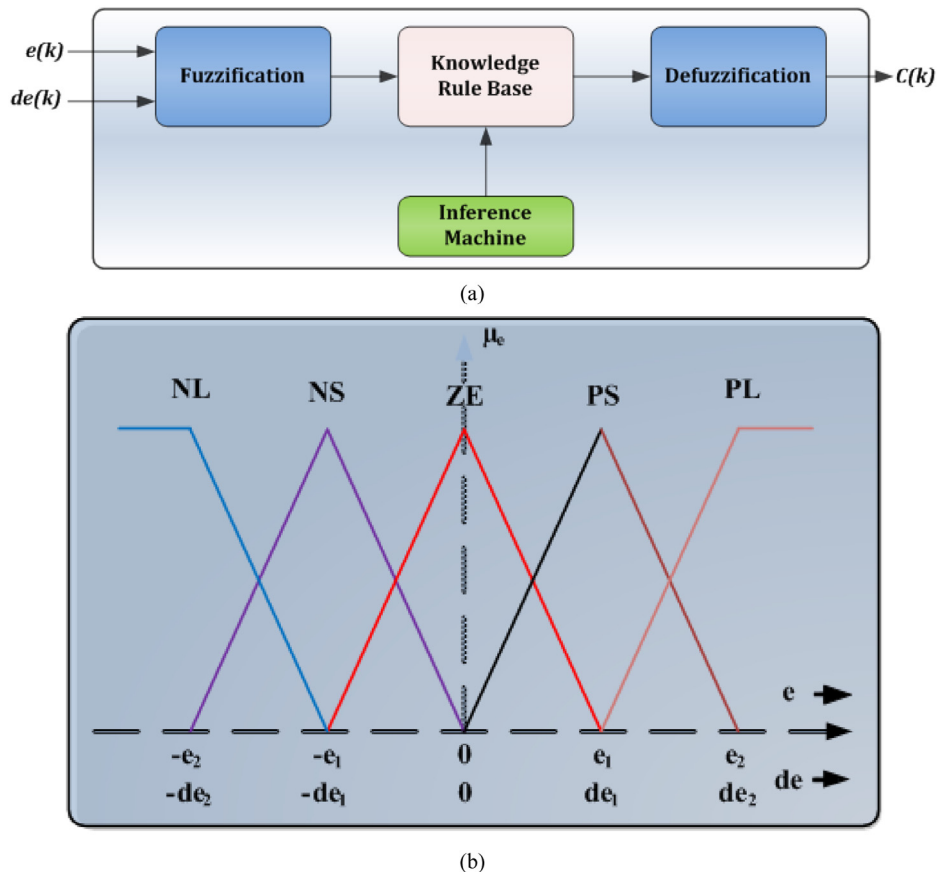 e(k)
de(k)
Fuzzification
Knowledge
Rule Base
Defuzzification
C(k)
Inference
Machine
(a)
μₑ
NL NS ZE PS PL
e
-e₂ -e₁ 0 e₁ e₂
de
-de₂ -de₁ 0 de₁ de₂
(b)